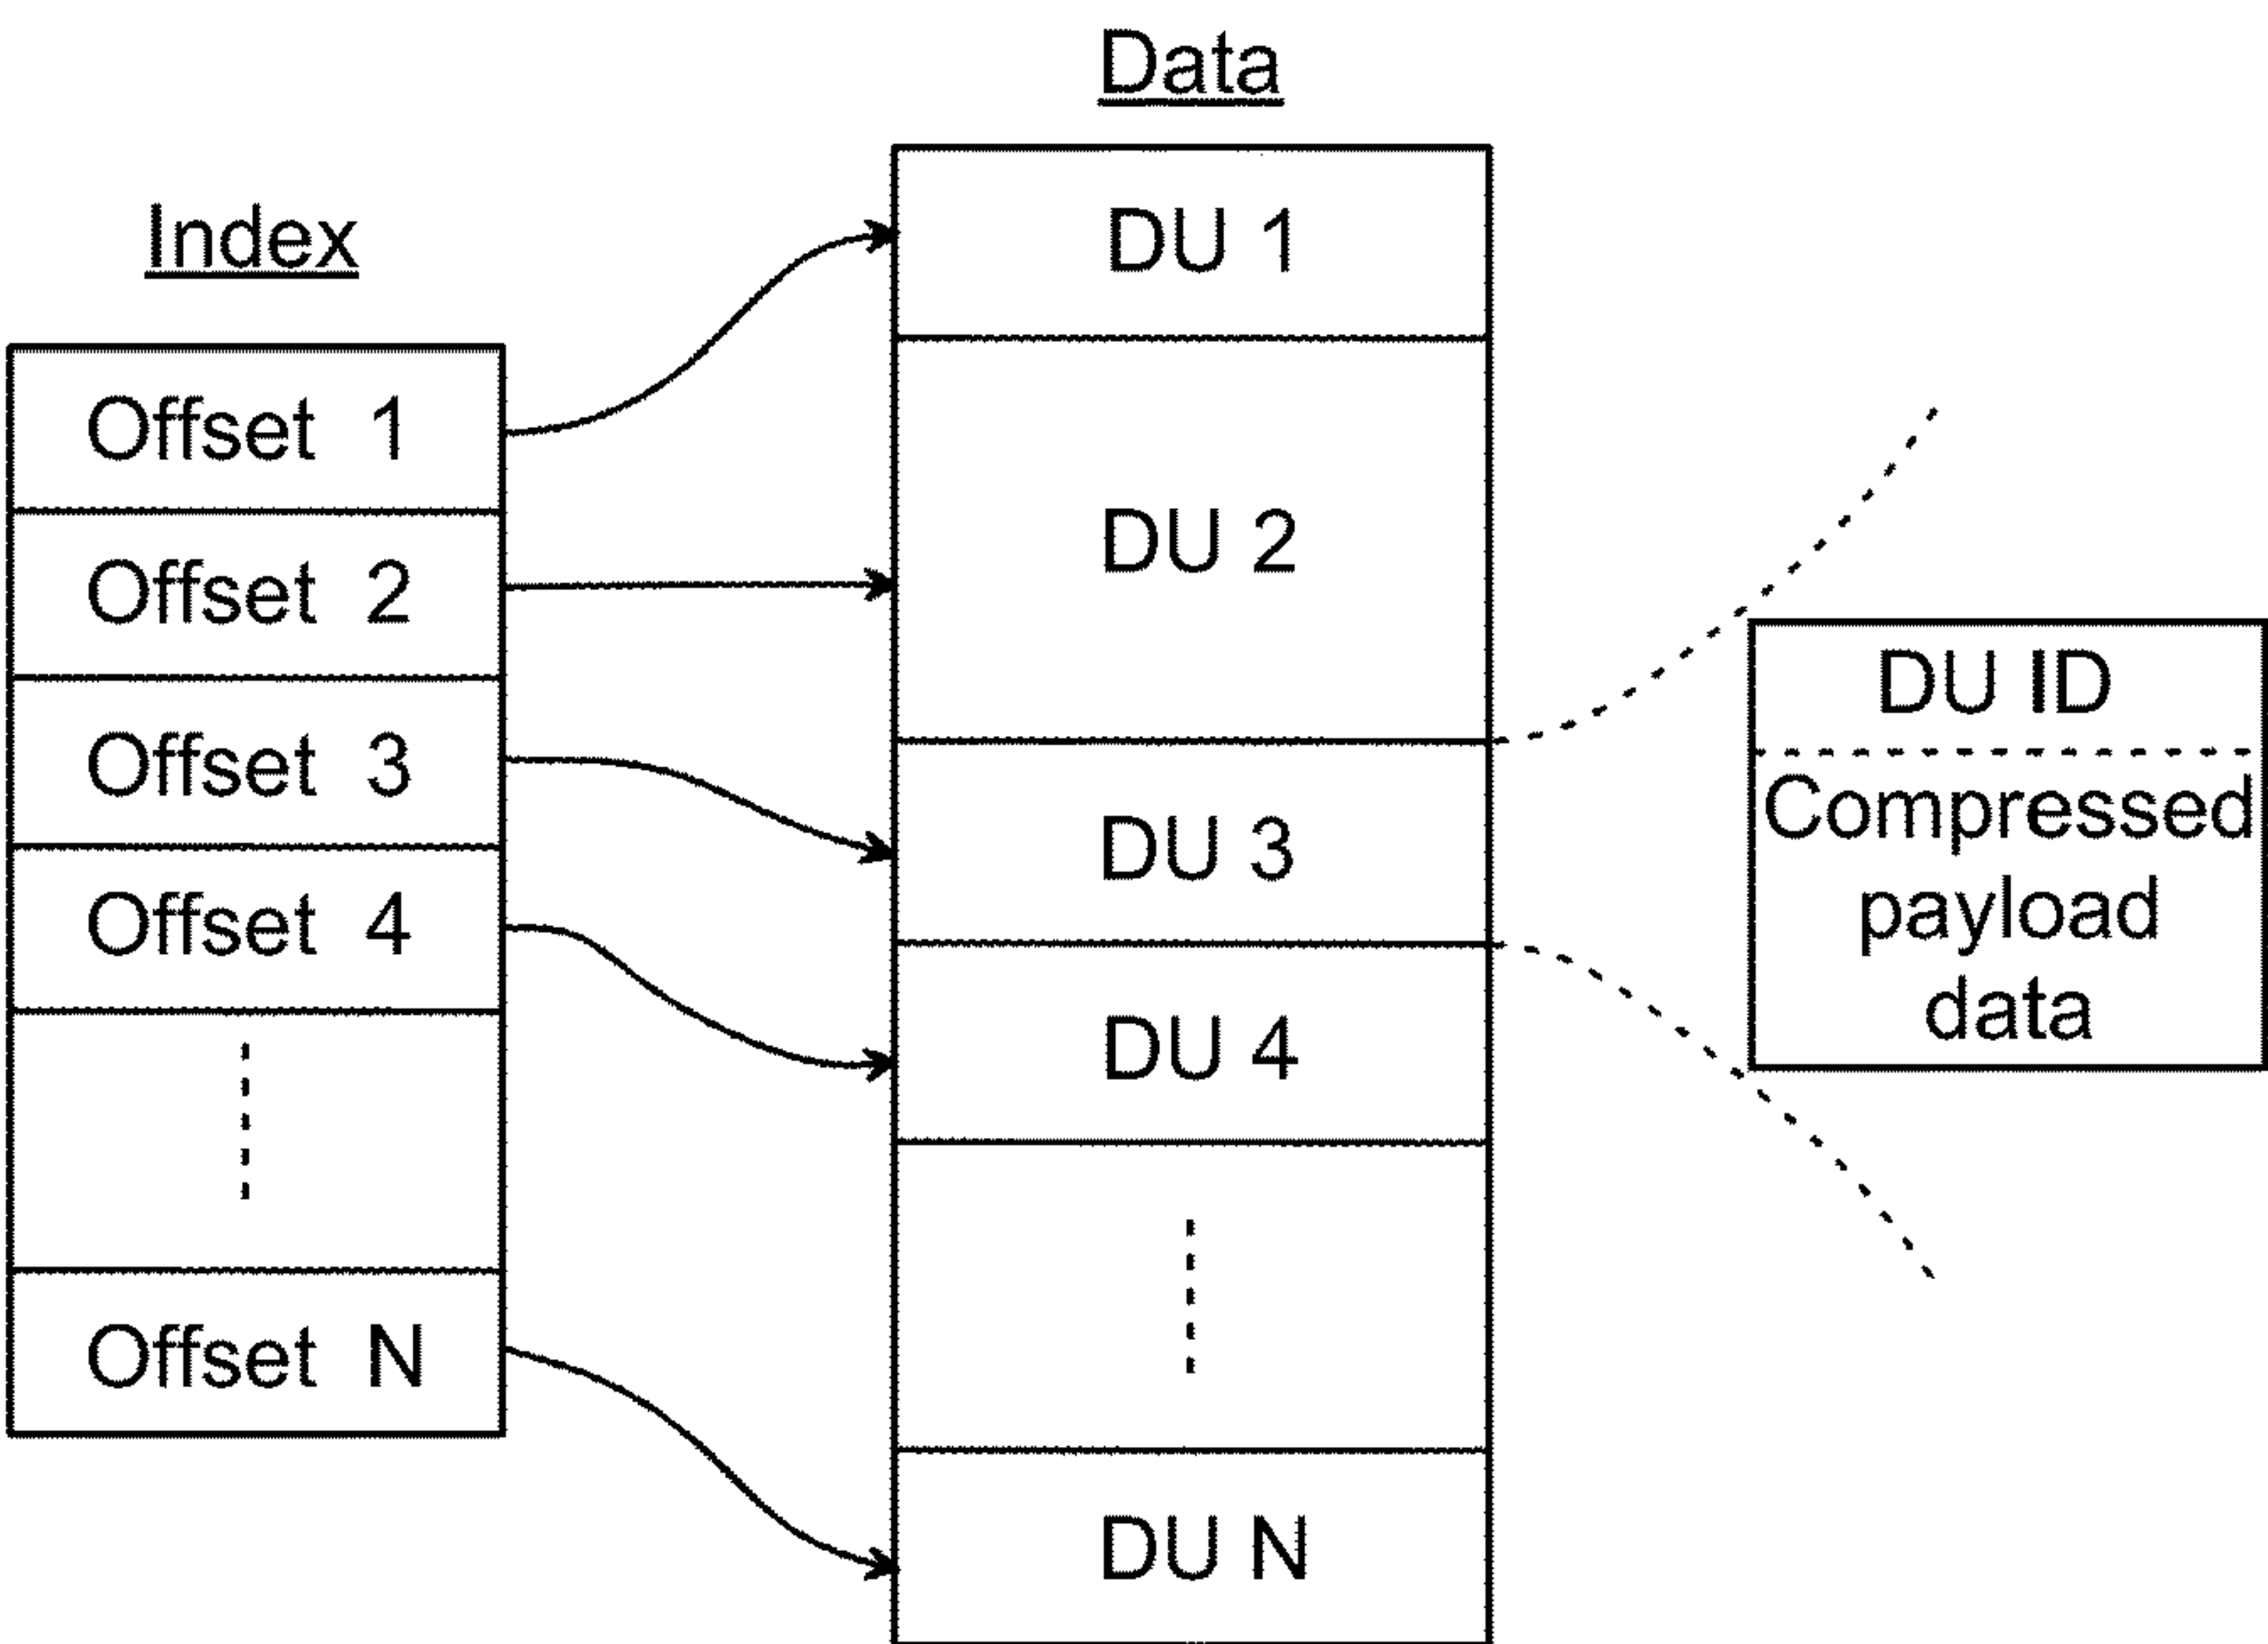 Data
Index
DU 1
Offset 1
DU 2
Offset 2
Offset 3
DU 3
Offset 4
DU 4
Offset N
DU N
DU ID
Compressed
payload
data